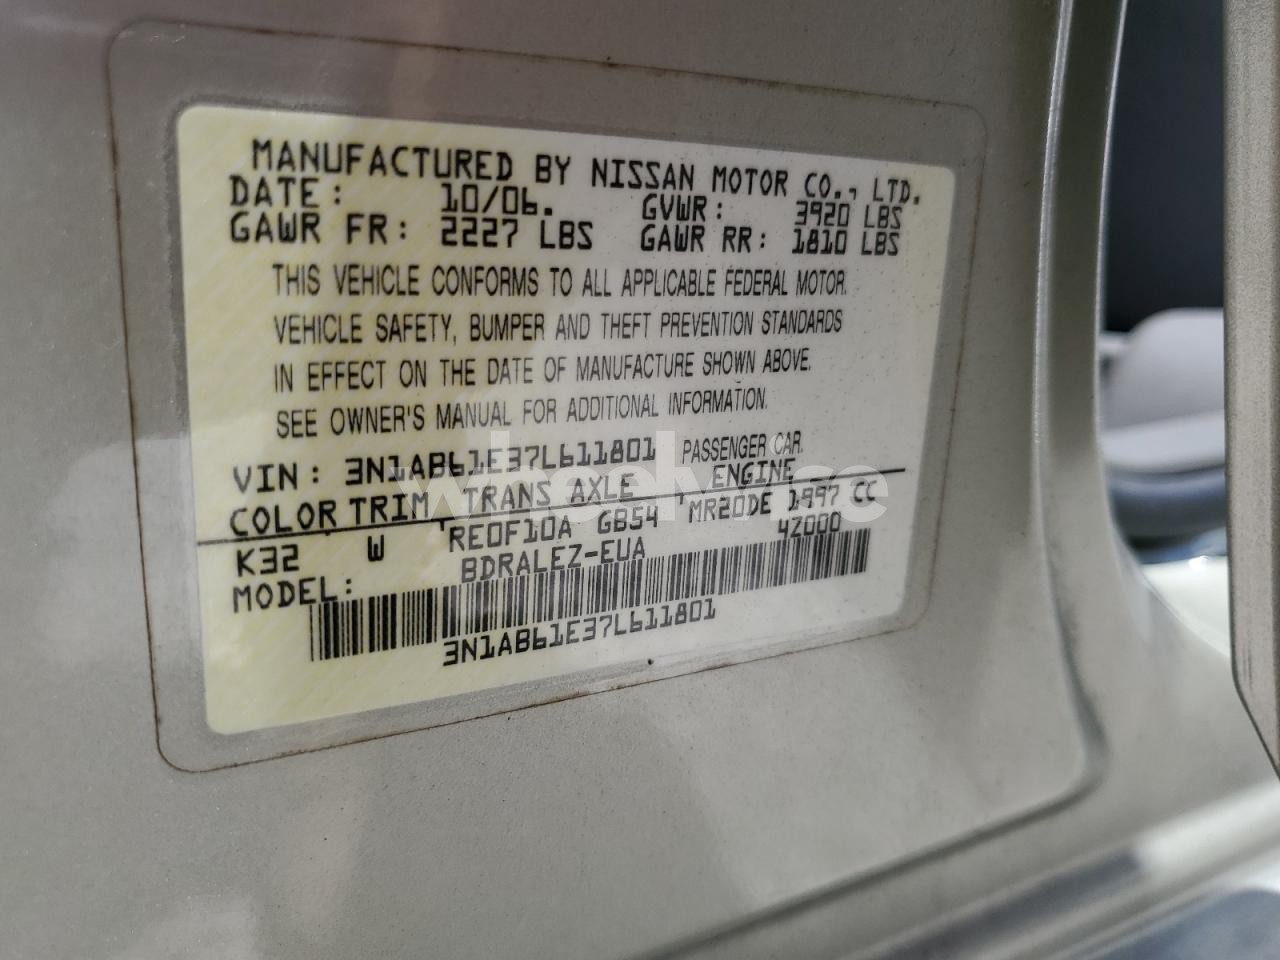 MANUFACTURED BY NISSAN MOTOR CO., LTD.
DATE: 10/06. GVWR: 3920 LBS
GAWR FR: 2227 LBS GAWR RR: 1810 LBS
THIS VEHICLE CONFORMS TO ALL APPLICABLE FEDERAL MOTOR
VEHICLE SAFETY, BUMPER AND THEFT PREVENTION STANDARDS
IN EFFECT ON THE DATE OF MANUFACTURE SHOWN ABOVE.
SEE OWNER'S MANUAL FOR ADDITIONAL INFORMATION.
VIN: 3N1AB61E37L611801 PASSENGER CAR
COLOR TRIM TRANS AXLE ENGINE
K32 W RE0F10A GB54 MR20DE 1997 CC
MODEL: BDRALEZ-EUA 4Z000
3N1AB61E37L611801